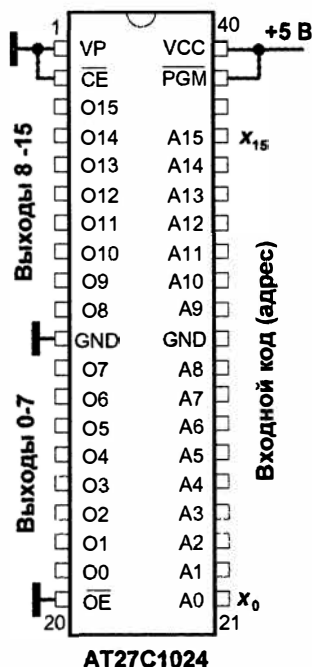 1
40
+5 В
VP VCC
CE PGM
O15
O14 A15 x15
O13 A14
O12 A13
O11 A12
O10 A11
O9 A10
O8 A9
GND GND
O7 A8
O6 A7
O5 A6
O4 A5
O3 A4
O2 A3
O1 A2
O0 A1
OE A0 x0
20
21
Выходы 8 -15
Выходы 0-7
Входной код (адрес)
AT27C1024